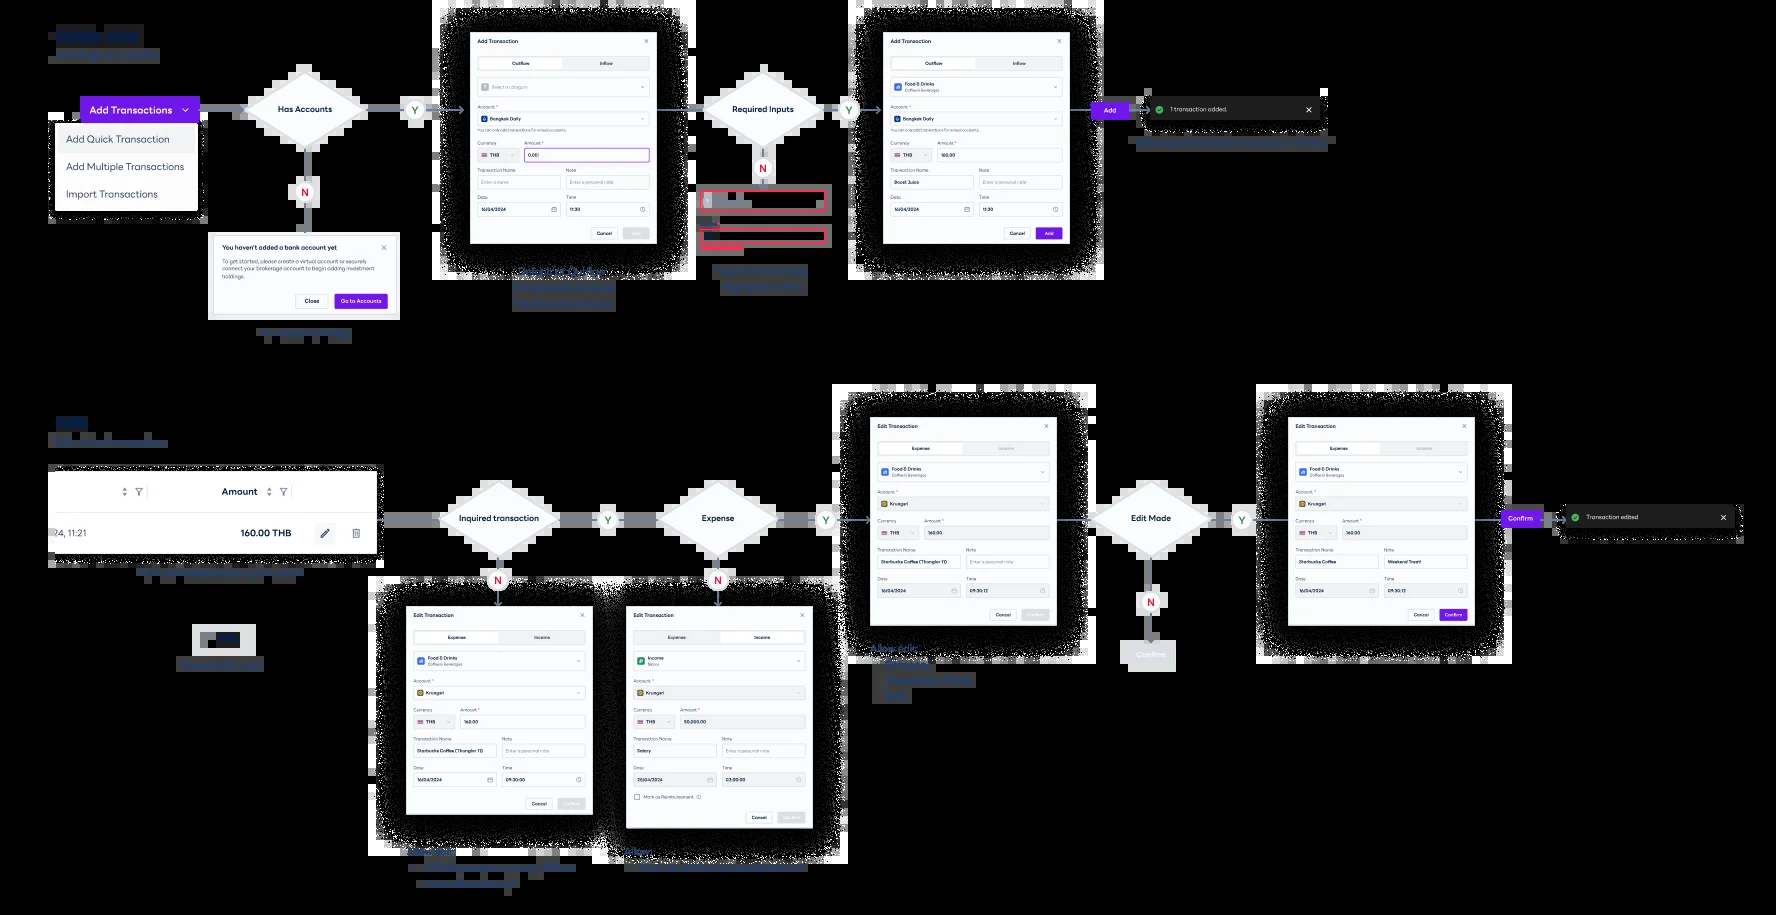 Add Transactions
Add Quick Transaction
Add Multiple Transactions
Import Transactions
Has Accounts
Y
N
You haven't added a bank account yet
To get started, please create a virtual account or securely
connect your brokerage account to begin adding investment
holdings.
Close
Go to Accounts
Add Transaction
Outflow
Inflow
Select a category
Account *
Bangkok Daily
You can only add transactions for virtual accounts.
Currency
Amount *
THB
0.00
Transaction Name
Note
Enter a name
Enter a personal note
Date
Time
16/04/2024
11:30
Cancel
Add
Required Inputs
Y
N
Add Transaction
Outflow
Inflow
Food & Drinks
Coffee & Beverages
Account *
Bangkok Daily
You can only add transactions for virtual accounts.
Currency
Amount *
THB
160.00
Transaction Name
Note
Boost Juice
Enter a personal note
Date
Time
16/04/2024
11:30
Cancel
Add
Add
1 transaction added.
Amount
24, 11:21
160.00 THB
Inquired transaction
Y
N
Edit Transaction
Expense
Income
Food & Drinks
Coffee & Beverages
Account *
Krungsri
Currency
Amount *
THB
160.00
Transaction Name
Note
Starbucks Coffee (Thonglor 11)
Enter a personal note
Date
Time
16/04/2024
09:30:00
Cancel
Confirm
Expense
Y
N
Edit Transaction
Expense
Income
Income
Salary
Account *
Krungsri
Currency
Amount *
THB
50,000.00
Transaction Name
Note
Salary
Enter a personal note
Date
Time
25/04/2024
02:00:00
Mark as Reimbursement
Cancel
Confirm
Edit Transaction
Expense
Income
Food & Drinks
Coffee & Beverages
Account *
Krungsri
Currency
Amount *
THB
160.00
Transaction Name
Note
Starbucks Coffee (Thonglor 11)
Enter a personal note
Date
Time
16/04/2024
09:30:12
Cancel
Confirm
Edit Made
Y
N
Confirm
Edit Transaction
Expense
Income
Food & Drinks
Coffee & Beverages
Account *
Krungsri
Currency
Amount *
THB
160.00
Transaction Name
Note
Starbucks Coffee
Weekend Treat!
Date
Time
16/04/2024
09:30:12
Cancel
Confirm
Confirm
Transaction edited